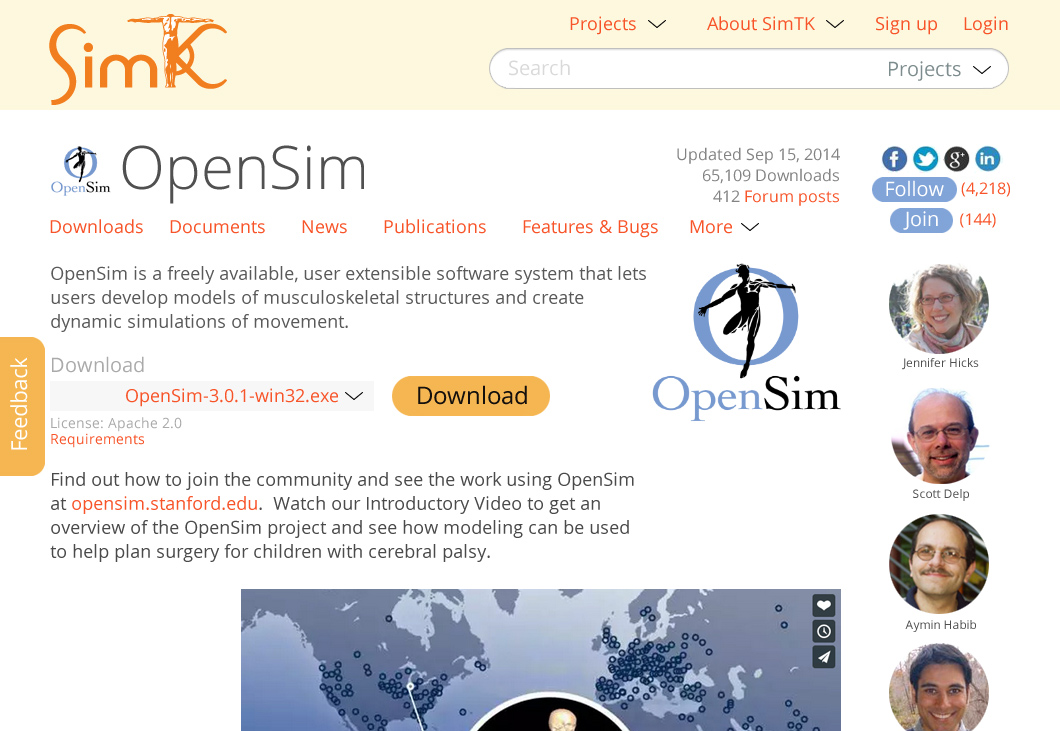 SimTK
Projects
About SimTK
Sign up
Login
Search
Projects
OpenSim
OpenSim
Updated Sep 15, 2014
65,109 Downloads
412 Forum posts
Follow (4,218)
Join (144)
Downloads
Documents
News
Publications
Features & Bugs
More
OpenSim is a freely available, user extensible software system that lets
users develop models of musculoskeletal structures and create
dynamic simulations of movement.
OpenSim
Download
OpenSim-3.0.1-win32.exe
Download
License: Apache 2.0
Requirements
Feedback
Find out how to join the community and see the work using OpenSim
at opensim.stanford.edu. Watch our Introductory Video to get an
overview of the OpenSim project and see how modeling can be used
to help plan surgery for children with cerebral palsy.
Jennifer Hicks
Scott Delp
Aymin Habib